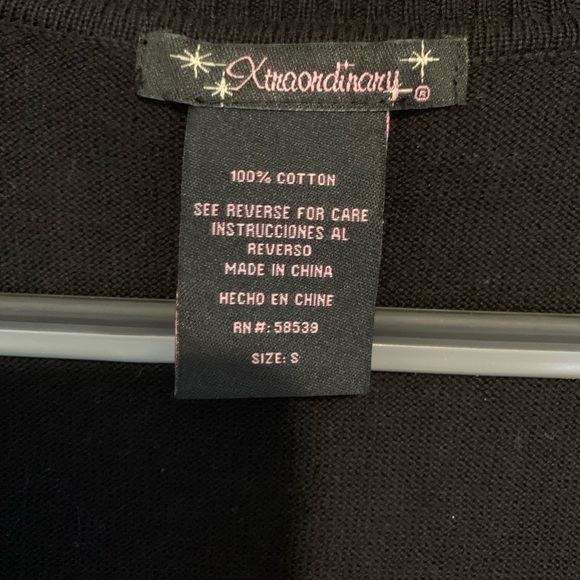 Xtraordinary ®
100% COTTON
SEE REVERSE FOR CARE
INSTRUCCIONES AL
REVERSO
MADE IN CHINA
HECHO EN CHINE
RN#: 58539
SIZE: S